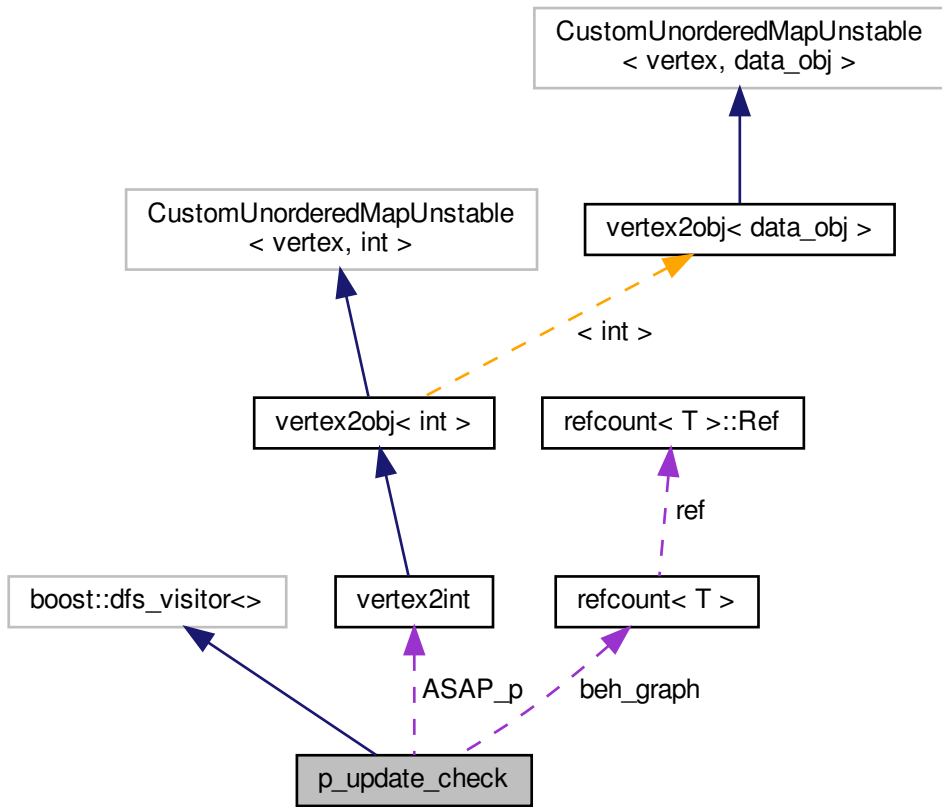 CustomUnorderedMapUnstable
< vertex, data_obj >
CustomUnorderedMapUnstable
< vertex, int >
vertex2obj< data_obj >
< int >
vertex2obj< int >
refcount< T >::Ref
ref
boost::dfs_visitor<>
vertex2int
refcount< T >
ASAP_p
beh_graph
p_update_check